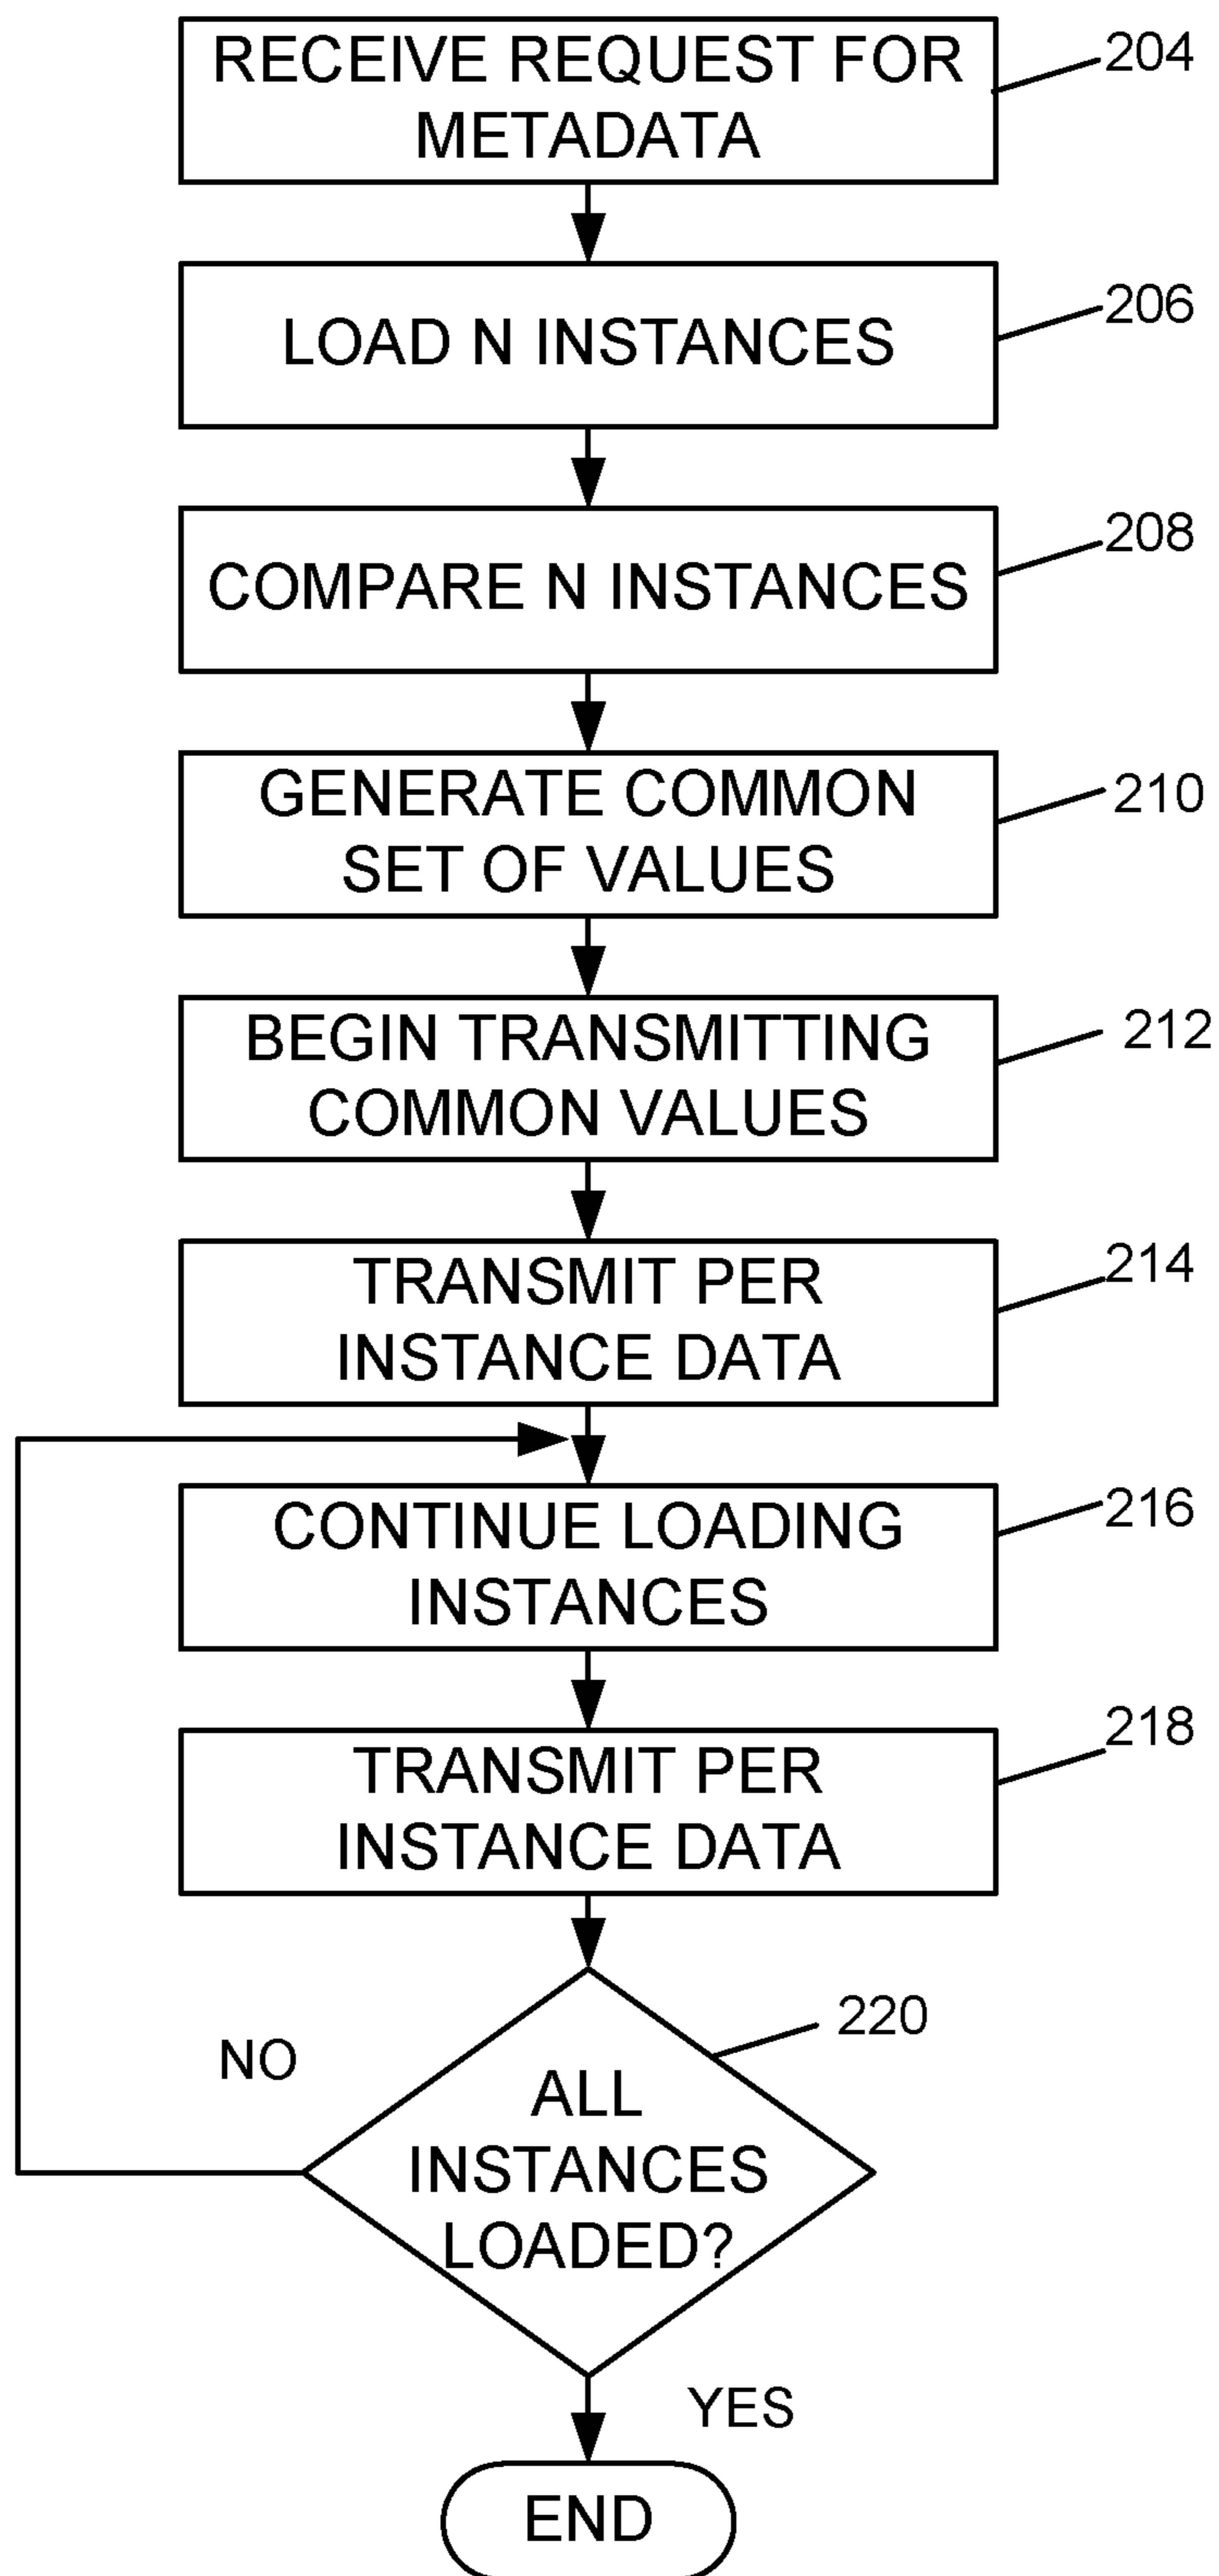 RECEIVE REQUEST FOR
METADATA
204
LOAD N INSTANCES
206
COMPARE N INSTANCES
208
GENERATE COMMON
SET OF VALUES
210
BEGIN TRANSMITTING
COMMON VALUES
212
TRANSMIT PER
INSTANCE DATA
214
CONTINUE LOADING
INSTANCES
216
TRANSMIT PER
INSTANCE DATA
218
ALL
INSTANCES
LOADED?
220
NO
YES
END